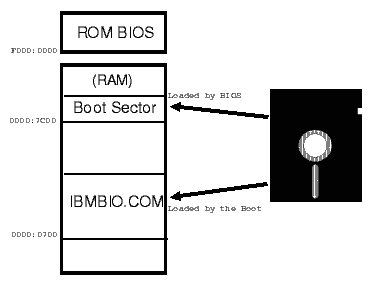 ROM BIOS
F000:0000
(RAM)
Loaded by BIOS
Boot Sector
0000:7C00
IBMBIO.COM
Loaded by the Boot
0000:0700